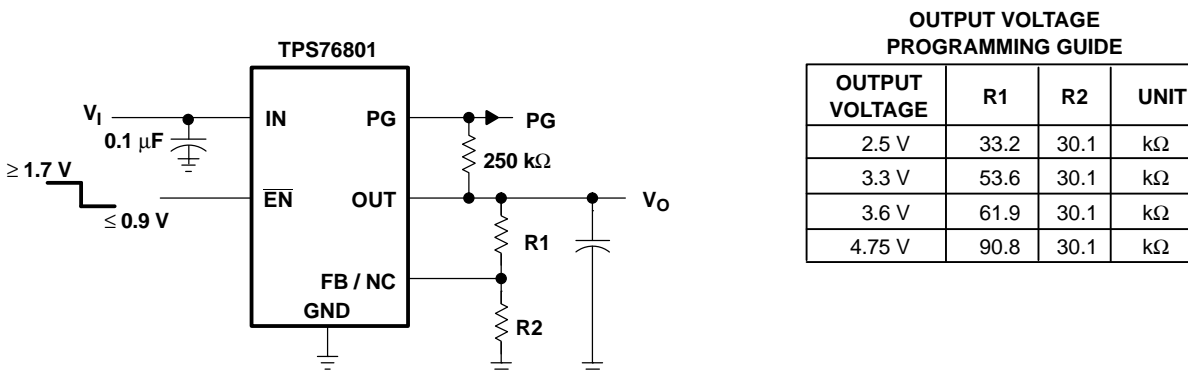 TPS76801
V_I
0.1 μF
IN
PG
PG
250 kΩ
≥ 1.7 V
≤ 0.9 V
E̅N̅
OUT
V_O
R1
FB / NC
GND
R2
OUTPUT VOLTAGE
PROGRAMMING GUIDE
OUTPUT VOLTAGE R1 R2 UNIT
2.5 V 33.2 30.1 kΩ
3.3 V 53.6 30.1 kΩ
3.6 V 61.9 30.1 kΩ
4.75 V 90.8 30.1 kΩ